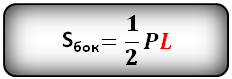 Sбок = 1/2 PL